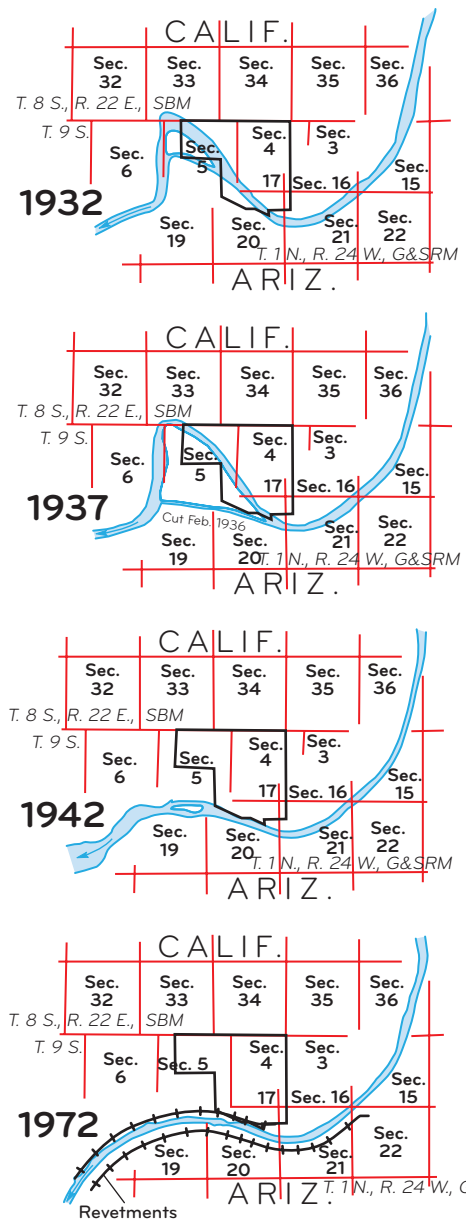 CALIF.
Sec. 32
Sec. 33
Sec. 34
Sec. 35
Sec. 36
T. 8 S., R. 22 E., SBM
T. 9 S.
Sec. 6
Sec. 5
Sec. 4
Sec. 3
17
Sec. 16
Sec. 15
1932
Sec. 19
Sec. 20
Sec. 21
Sec. 22
T. 1 N., R. 24 W., G&SRM
ARIZ.
CALIF.
Sec. 32
Sec. 33
Sec. 34
Sec. 35
Sec. 36
T. 8 S., R. 22 E., SBM
T. 9 S.
Sec. 6
Sec. 5
Sec. 4
Sec. 3
17
Sec. 16
Sec. 15
1937
Cut Feb. 1936
Sec. 19
Sec. 20
Sec. 21
Sec. 22
T. 1 N., R. 24 W., G&SRM
ARIZ.
CALIF.
Sec. 32
Sec. 33
Sec. 34
Sec. 35
Sec. 36
T. 8 S., R. 22 E., SBM
T. 9 S.
Sec. 6
Sec. 5
Sec. 4
Sec. 3
17
Sec. 16
Sec. 15
1942
Sec. 19
Sec. 20
Sec. 21
Sec. 22
T. 1 N., R. 24 W., G&SRM
ARIZ.
CALIF.
Sec. 32
Sec. 33
Sec. 34
Sec. 35
Sec. 36
T. 8 S., R. 22 E., SBM
T. 9 S.
Sec. 6
Sec. 5
Sec. 4
Sec. 3
17
Sec. 16
Sec. 15
1972
Sec. 19
Sec. 20
Sec. 21
Sec. 22
ARIZ.
T. 1 N., R. 24 W.,
Revetments